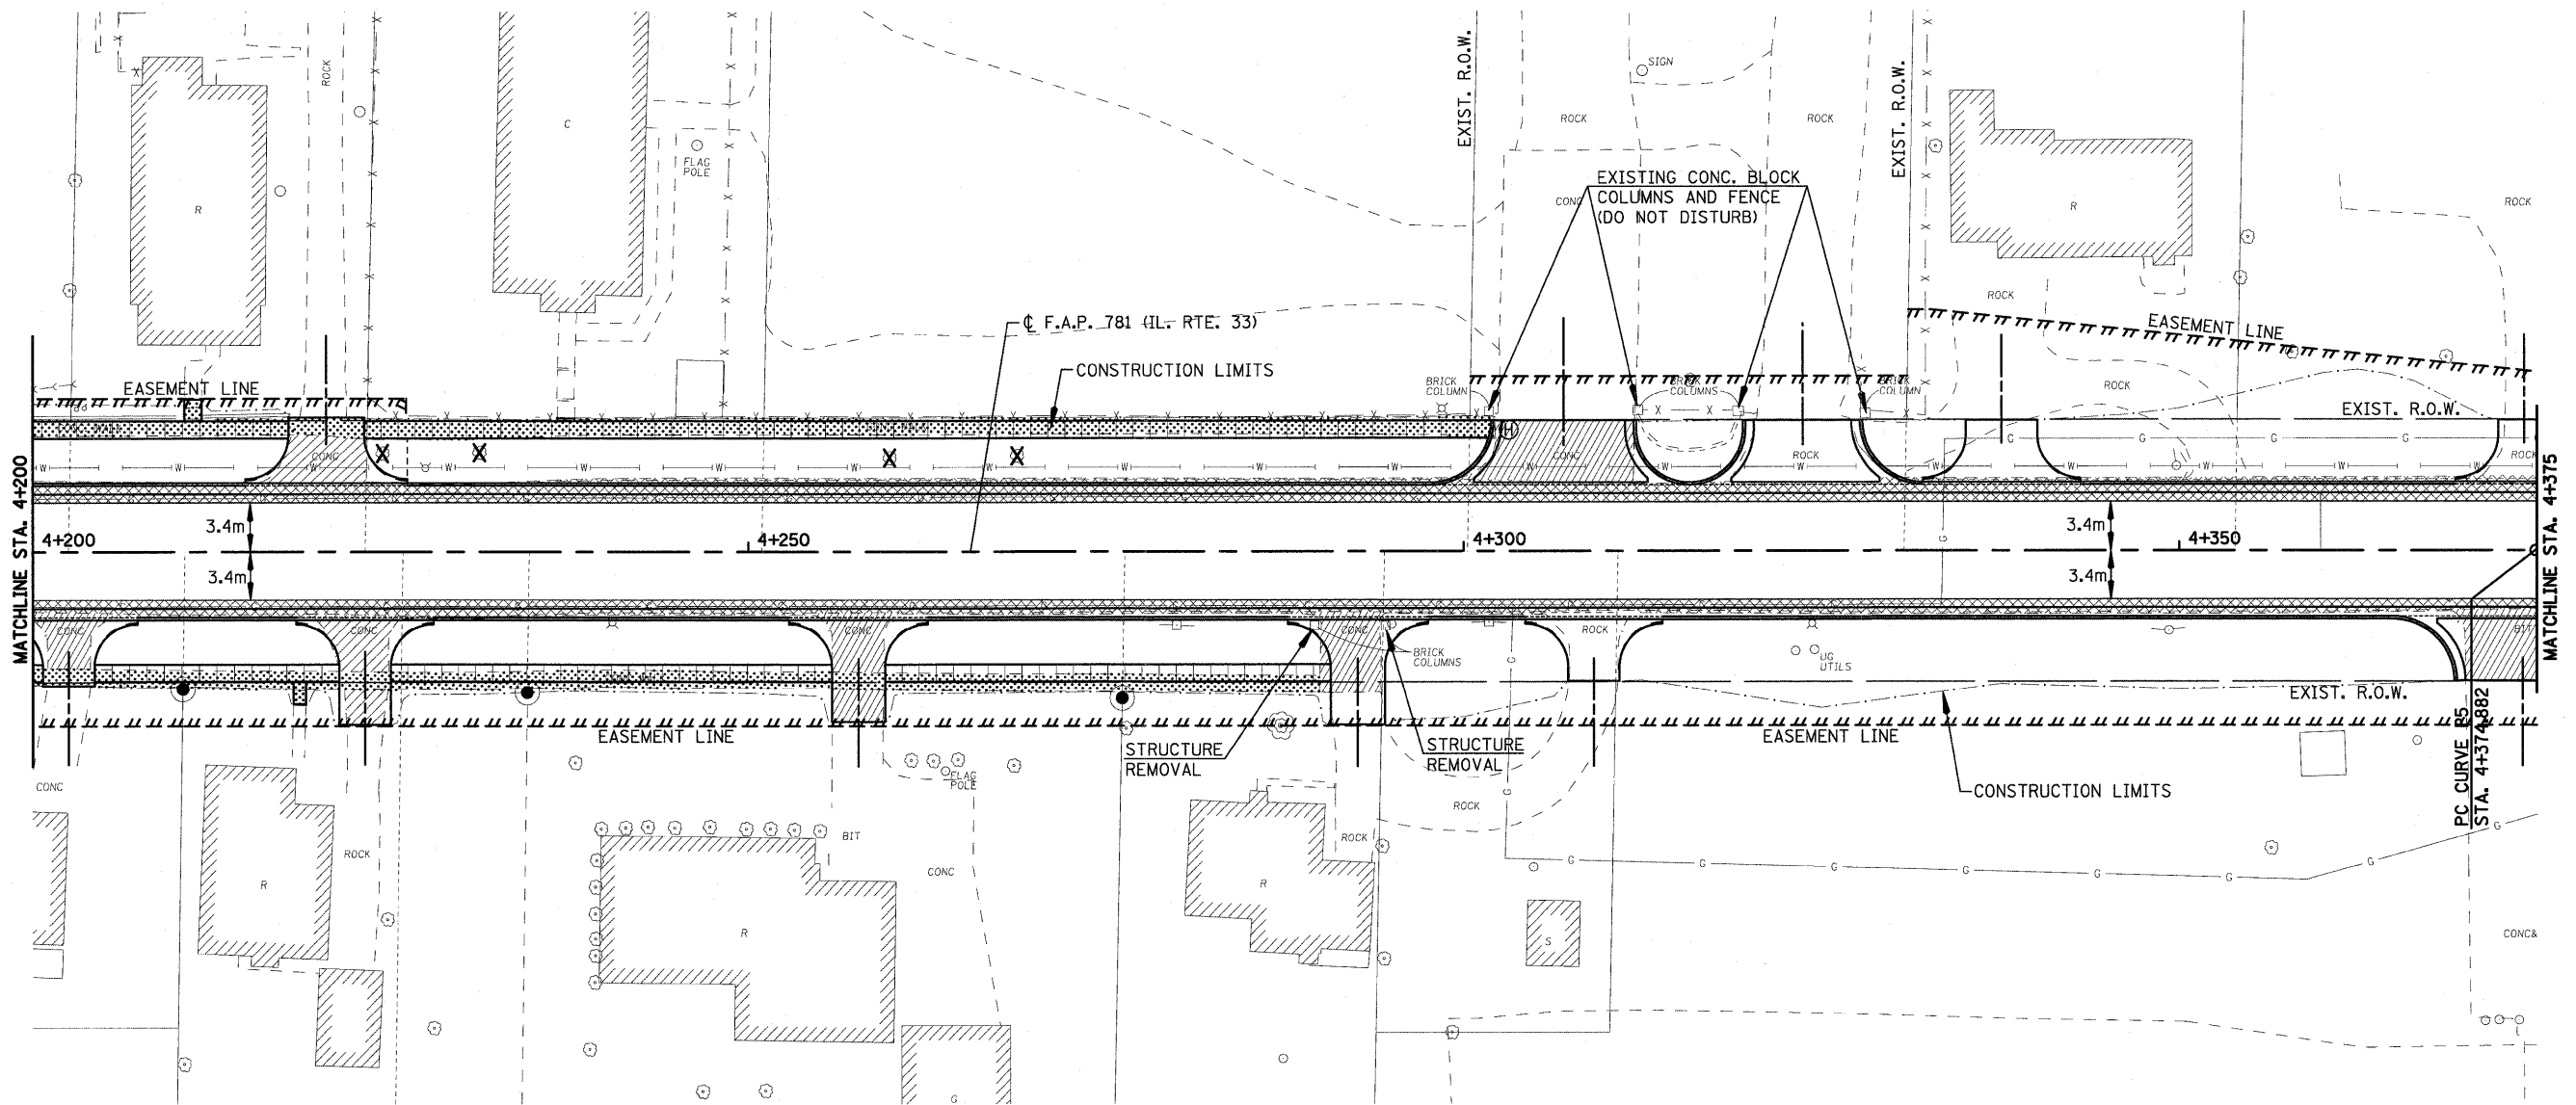 ROCK
EXIST. R.O.W.
EXIST. R.O.W.
SIGN
C
FLAG
POLE
ROCK
ROCK
R
EXISTING CONC. BLOCK
COLUMNS AND FENCE
(DO NOT DISTURB)
CONC
R
ROCK
ROCK
EASEMENT LINE
℄ F.A.P. 781 (IL. RTE. 33)
CONSTRUCTION LIMITS
EASEMENT LINE
BRICK
COLUMN
BRICK
COLUMNS
BRICK
COLUMN
ROCK
EXIST. R.O.W.
G G G G
H
CONC
CONC
ROCK
ROCK
W W W W W W W W W W W W W W W W
MATCHLINE STA. 4+200
MATCHLINE STA. 4+375
3.4m
3.4m
4+200
4+250
4+300
4+350
3.4m
3.4m
G
CONC
CONC
CONC
CONC
ROCK
BIT
BRICK
COLUMNS
UG
UTILS
G
EXIST. R.O.W.
EASEMENT LINE
STRUCTURE
REMOVAL
STRUCTURE
REMOVAL
EASEMENT LINE
PC CURVE P5
STA. 4+374.882
CONC
FLAG
POLE
CONSTRUCTION LIMITS
G
ROCK
BIT
ROCK
ROCK
CONC
G G G G G G G G
R
R
R
S
CONC&
G